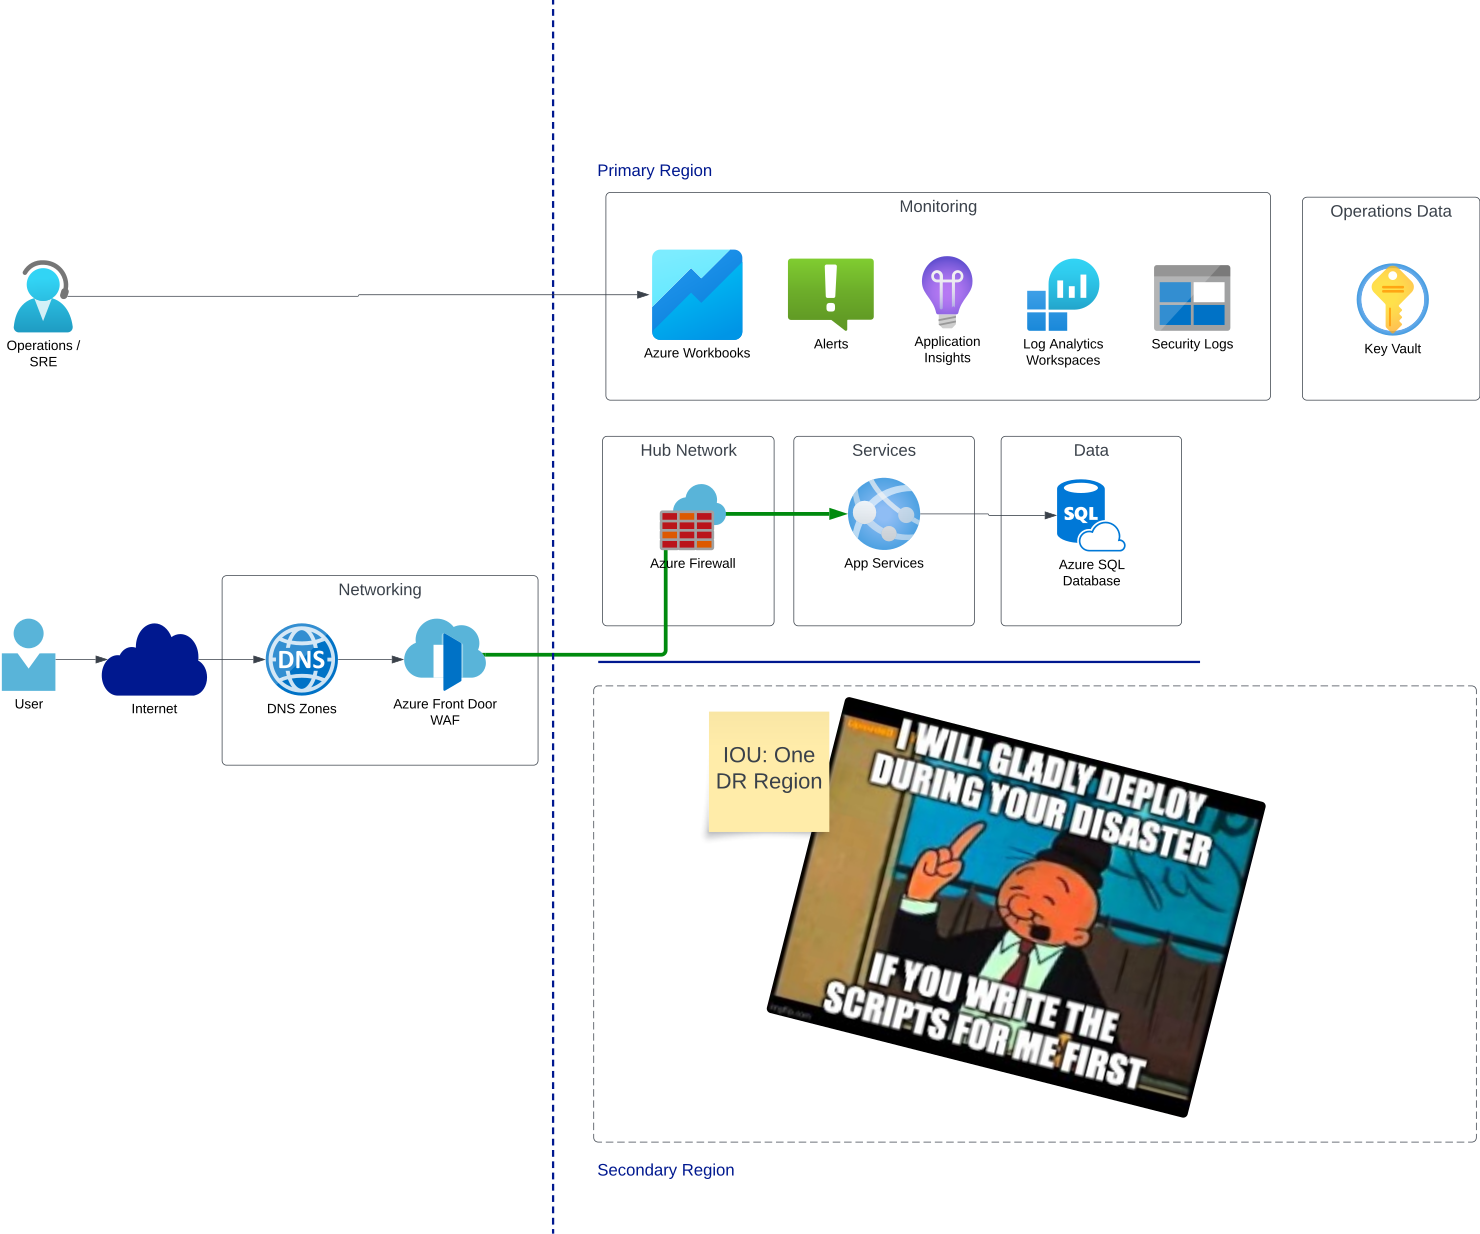 Primary Region
Monitoring
Operations Data
Azure Workbooks
Alerts
Application
Insights
Log Analytics
Workspaces
Security Logs
Key Vault
Operations /
SRE
Hub Network
Services
Data
SQL
Azure Firewall
App Services
Azure SQL
Database
Networking
DNS
User
Internet
DNS Zones
Azure Front Door
WAF
IOU: One
DR Region
I WILL GLADLY DEPLOY
DURING YOUR DISASTER
IF YOU WRITE THE
SCRIPTS FOR ME FIRST
imgflip.com
Secondary Region